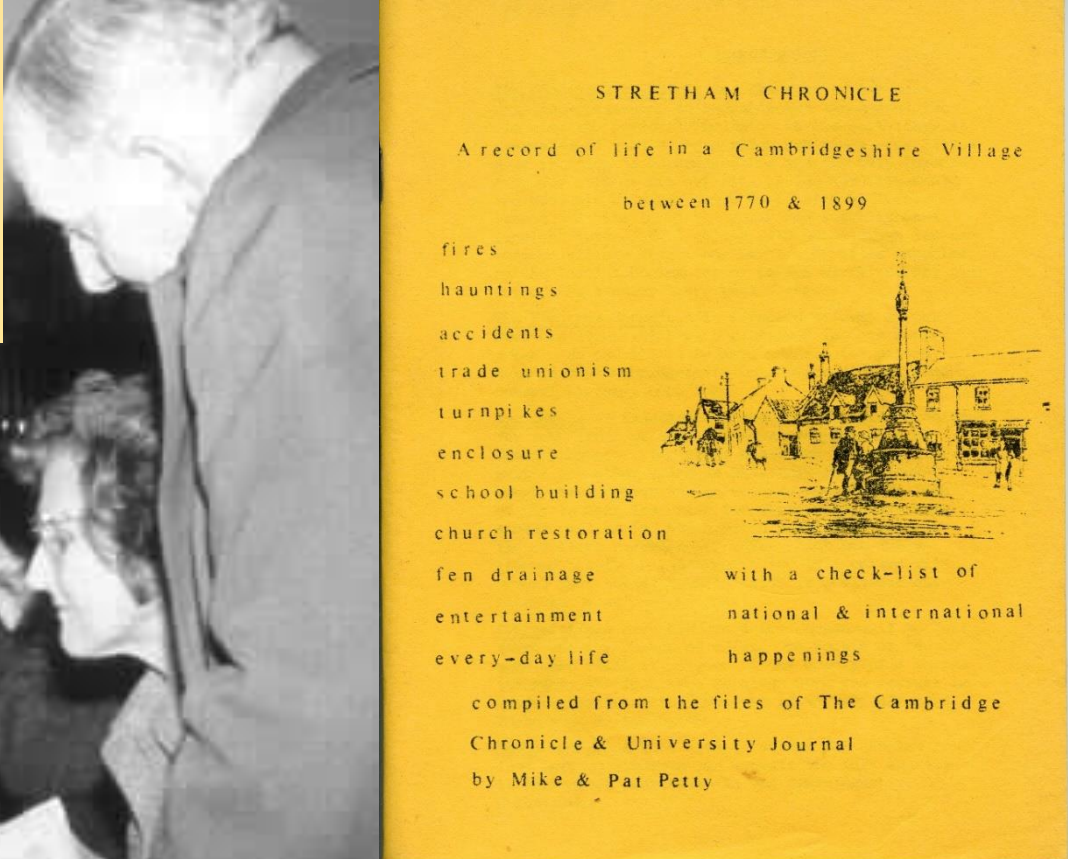 STRETHAM CHRONICLE
A record of life in a Cambridgeshire Village
between 1770 & 1899
fires
hauntings
accidents
trade unionism
turnpikes
enclosure
school building
church restoration
fen drainage
entertainment
every-day life
with a check-list of
national & international
happenings
compiled from the files of The Cambridge
Chronicle & University Journal
by Mike & Pat Petty